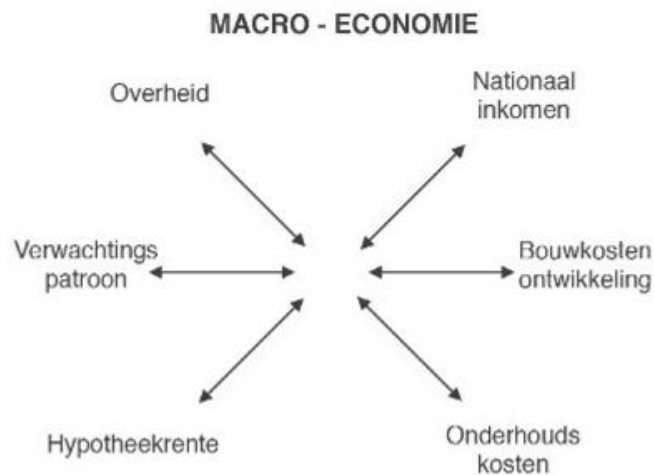 MACRO - ECONOMIE
Overheid
Nationaal
inkomen
Verwachtings
patroon
Bouwkosten
ontwikkeling
Hypotheekrente
Onderhouds
kosten